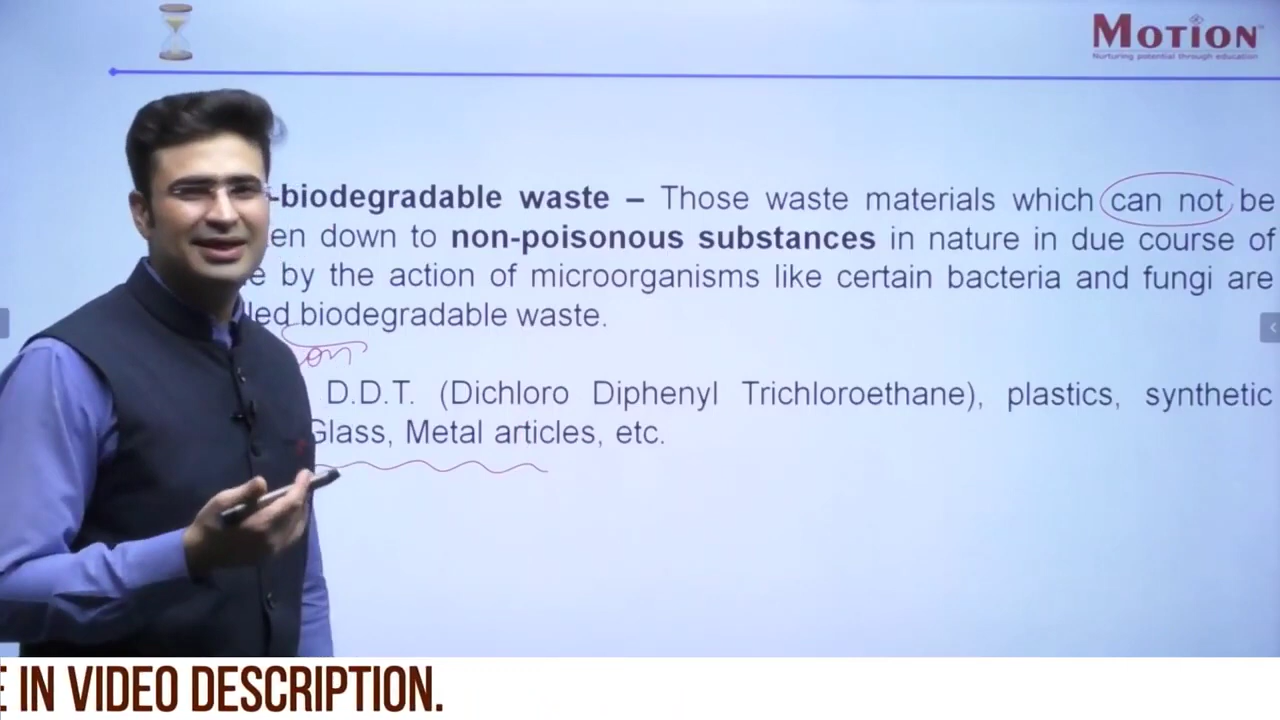 MOTION
Nurturing potential through education
-biodegradable waste – Those waste materials which can not be
en down to non-poisonous substances in nature in due course of
e by the action of microorganisms like certain bacteria and fungi are
led biodegradable waste.
D.D.T. (Dichloro Diphenyl Trichloroethane), plastics, synthetic
Glass, Metal articles, etc.
E IN VIDEO DESCRIPTION.